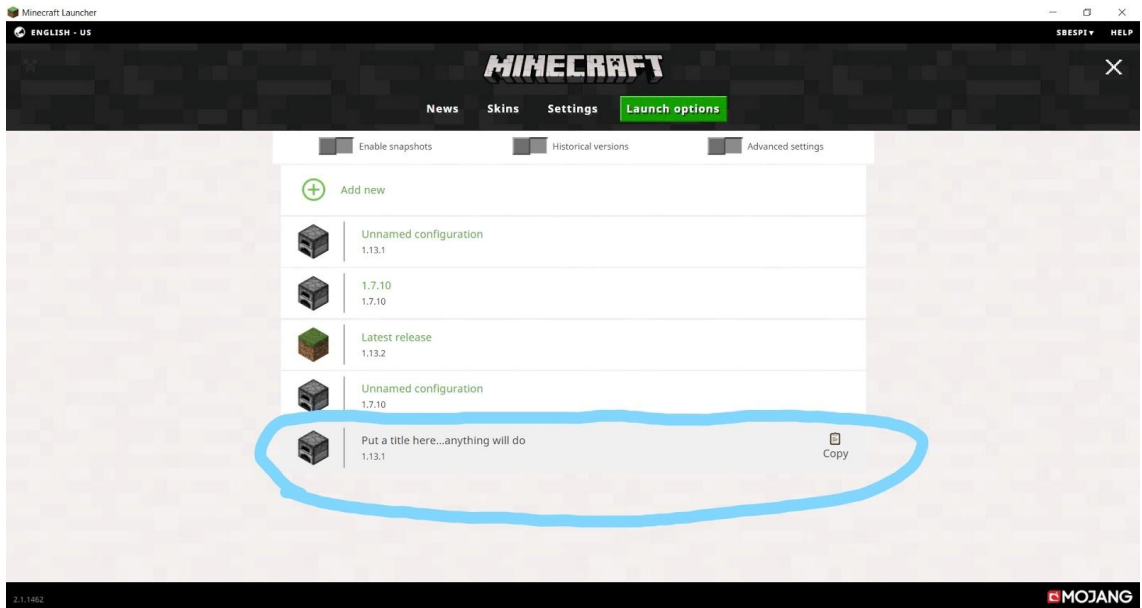 Minecraft Launcher
ENGLISH - US
SBESPI▾ HELP
MINECRAFT
News Skins Settings Launch options
Enable snapshots Historical versions Advanced settings
Add new
Unnamed configuration
1.13.1
1.7.10
1.7.10
Latest release
1.13.2
Unnamed configuration
1.7.10
Put a title here...anything will do
1.13.1
Copy
2.1.1462
MOJANG